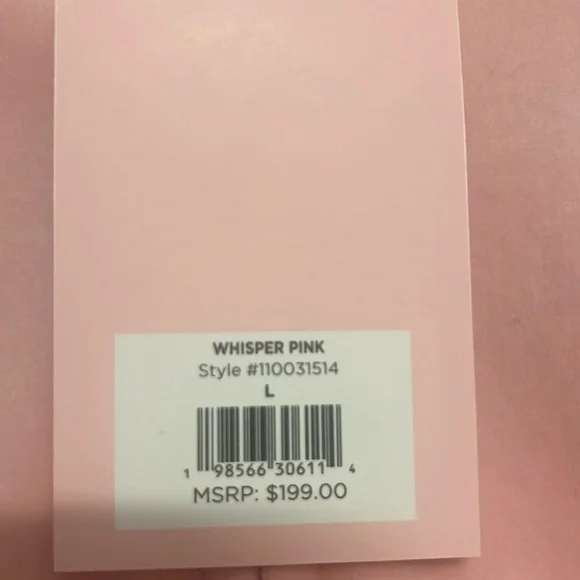 WHISPER PINK
Style #110031514
L
1 98566 30611 4
MSRP: $199.00